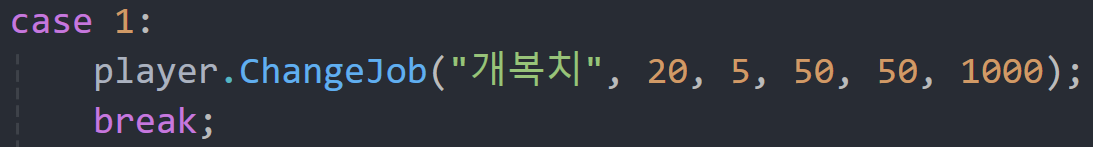 case 1:
    player.ChangeJob("개복치", 20, 5, 50, 50, 1000);
    break;